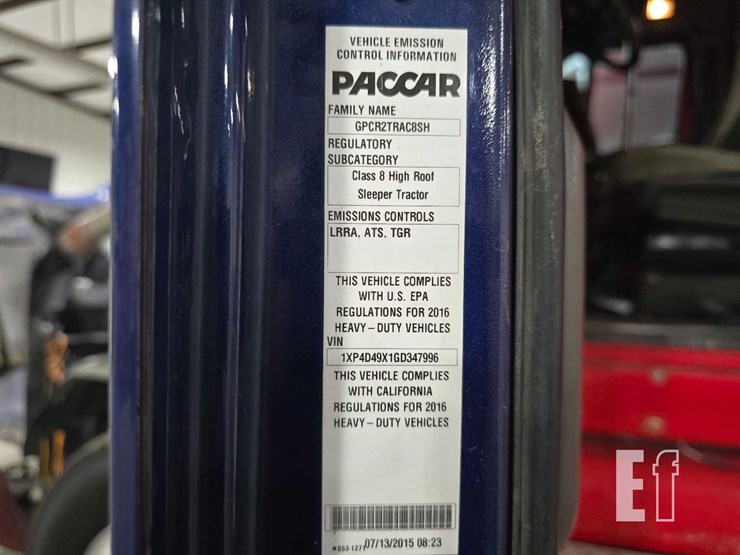 VEHICLE EMISSION
CONTROL INFORMATION
PACCAR
FAMILY NAME
GPCR2TRAC8SH
REGULATORY
SUBCATEGORY
Class 8 High Roof
Sleeper Tractor
EMISSIONS CONTROLS
LRRA, ATS, TGR
THIS VEHICLE COMPLIES
WITH U.S. EPA
REGULATIONS FOR 2016
HEAVY-DUTY VEHICLES
VIN
1XP4D49X1GD347996
THIS VEHICLE COMPLIES
WITH CALIFORNIA
REGULATIONS FOR 2016
HEAVY-DUTY VEHICLES
07/13/2015 08:23
Ef